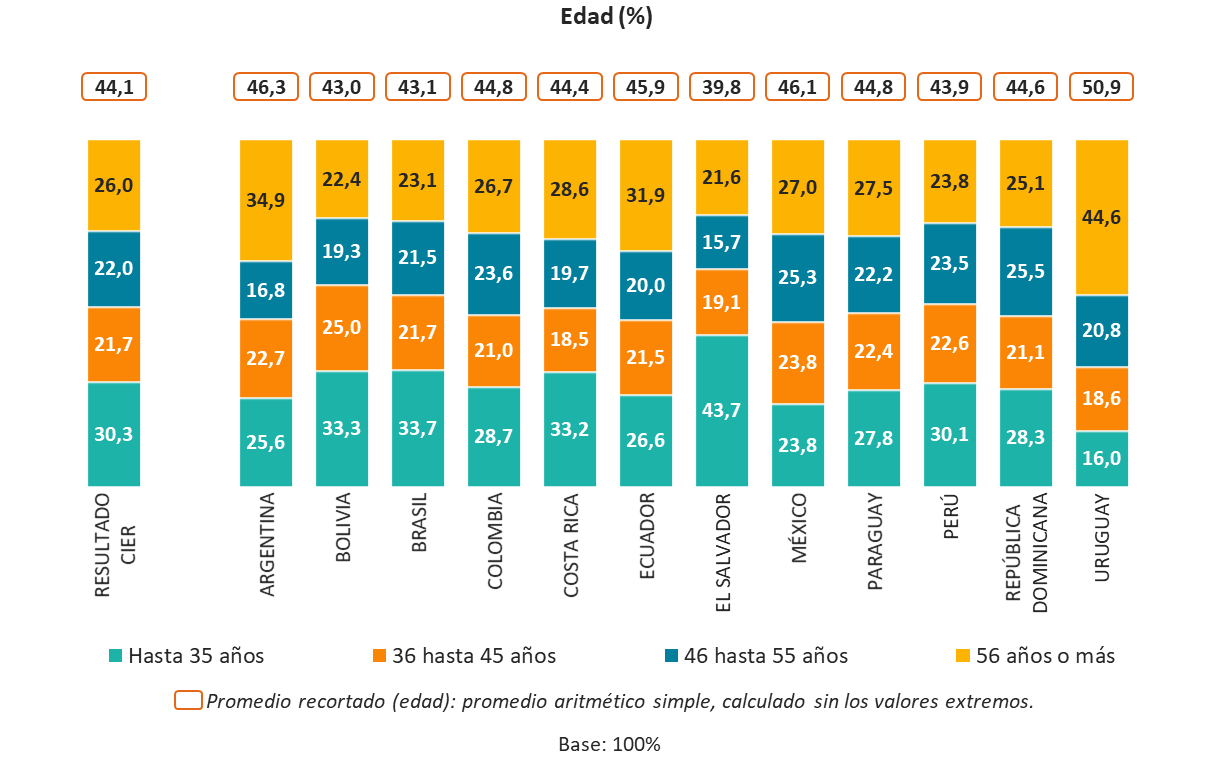 Edad (%)
44,1 46,3 43,0 43,1 44,8 44,4 45,9 39,8 46,1 44,8 43,9 44,6 50,9
26,0 34,9 22,4 23,1 26,7 28,6 31,9 21,6 27,0 27,5 23,8 25,1 44,6
22,0 16,8 19,3 21,5 23,6 19,7 20,0 15,7 25,3 22,2 23,5 25,5 20,8
21,7 22,7 25,0 21,7 21,0 18,5 21,5 19,1 23,8 22,4 22,6 21,1 18,6
30,3 25,6 33,3 33,7 28,7 33,2 26,6 43,7 23,8 27,8 30,1 28,3 16,0
RESULTADO
CIER
ARGENTINA
BOLIVIA
BRASIL
COLOMBIA
COSTA RICA
ECUADOR
EL SALVADOR
MÉXICO
PARAGUAY
PERÚ
REPÚBLICA
DOMINICANA
URUGUAY
Hasta 35 años 36 hasta 45 años 46 hasta 55 años 56 años o más
Promedio recortado (edad): promedio aritmético simple, calculado sin los valores extremos.
Base: 100%